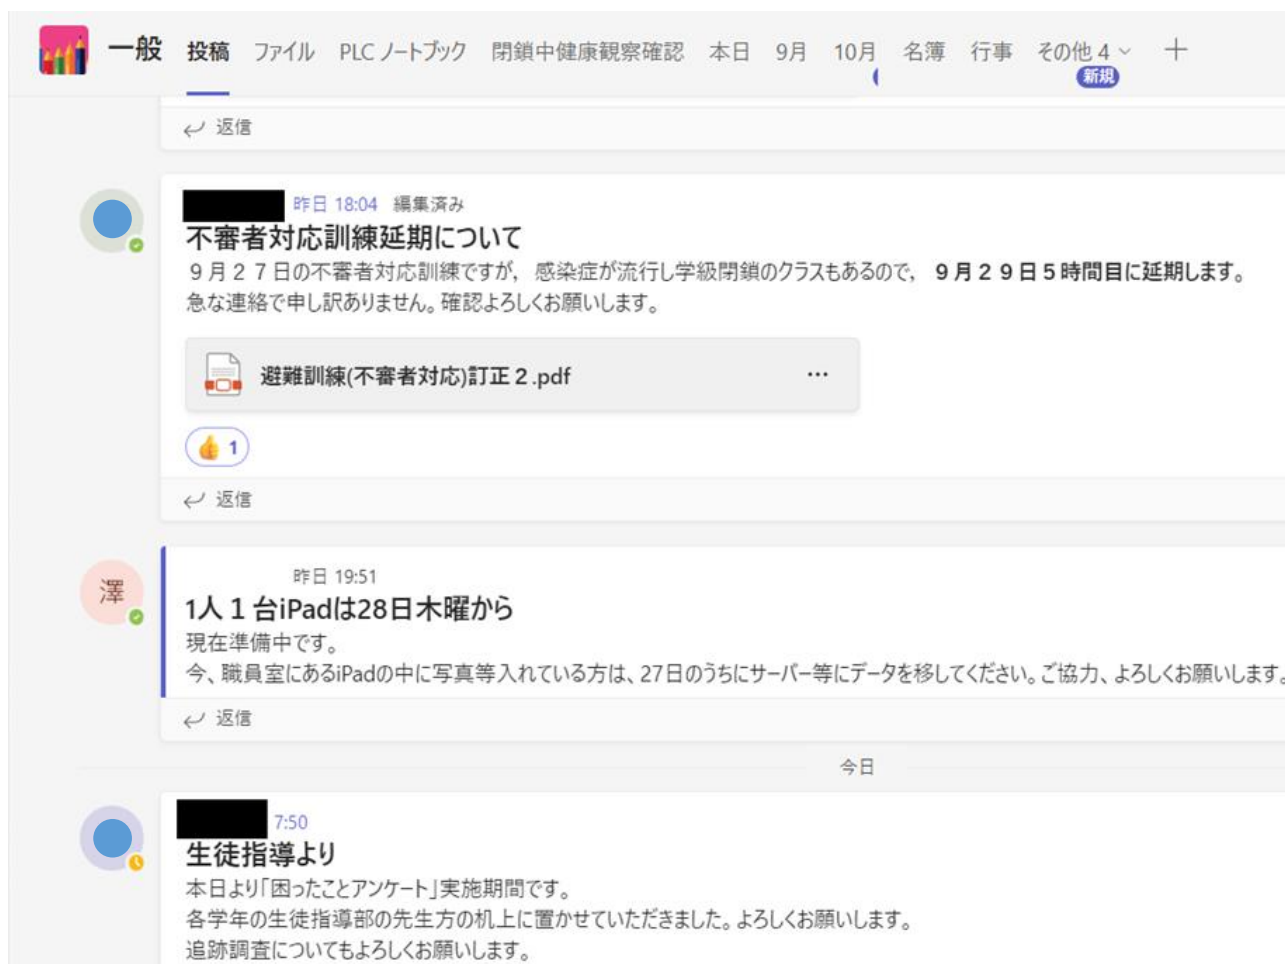 一般 投稿 ファイル PLC ノートブック 閉鎖中健康観察確認 本日 9月 10月 名簿 行事 その他 4
新規
返信
昨日 18:04 編集済み
不審者対応訓練延期について
９月２７日の不審者対応訓練ですが，感染症が流行し学級閉鎖のクラスもあるので，９月２９日５時間目に延期します。
急な連絡で申し訳ありません。確認よろしくお願いします。
避難訓練(不審者対応)訂正２.pdf
1
返信
澤
昨日 19:51
1人１台iPadは28日木曜から
現在準備中です。
今、職員室にあるiPadの中に写真等入れている方は、27日のうちにサーバー等にデータを移してください。ご協力、よろしくお願いします。
返信
今日
7:50
生徒指導より
本日より「困ったことアンケート」実施期間です。
各学年の生徒指導部の先生方の机上に置かせていただきました。よろしくお願いします。
追跡調査についてもよろしくお願いします。